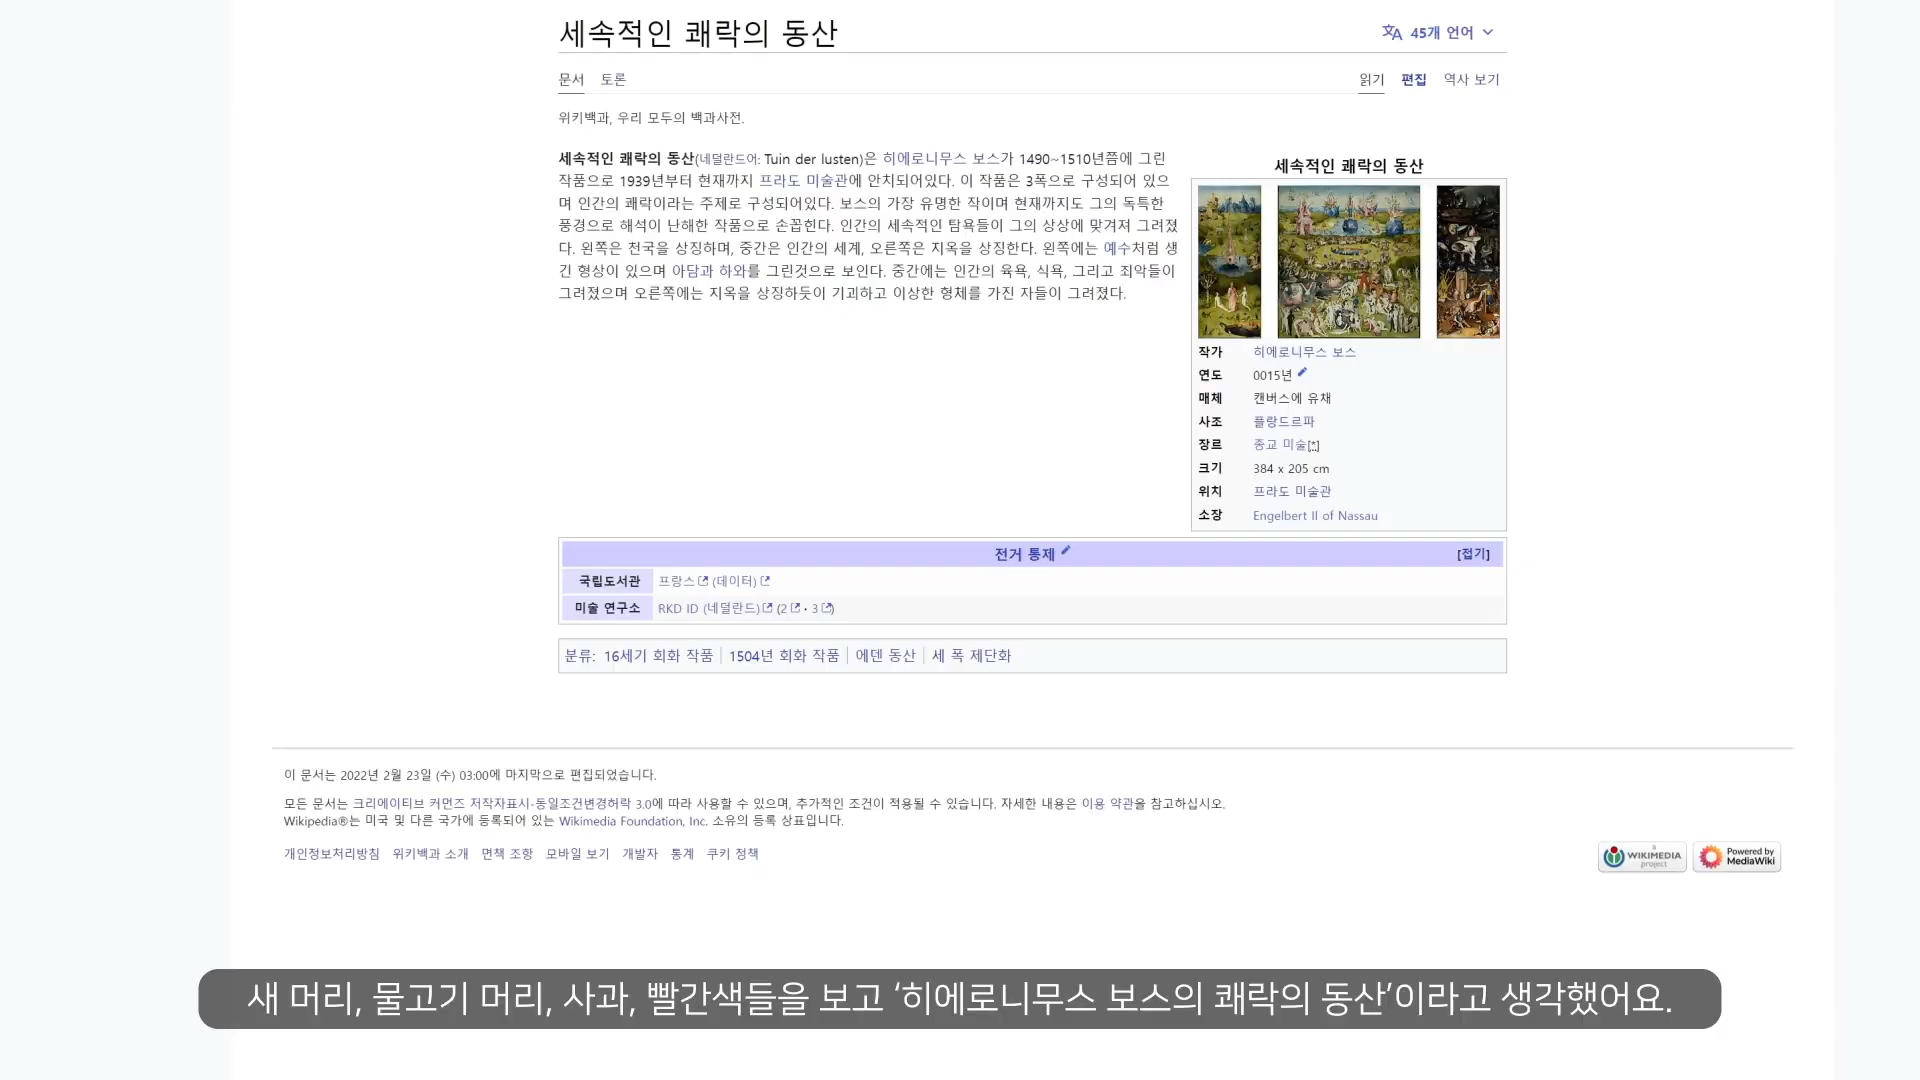 세속적인 쾌락의 동산
45개 언어
문서 토론
읽기 편집 역사 보기
위키백과, 우리 모두의 백과사전.
세속적인 쾌락의 동산(네덜란드어: Tuin der lusten)은 히에로니무스 보스가 1490~1510년쯤에 그린
작품으로 1939년부터 현재까지 프라도 미술관에 안치되어있다. 이 작품은 3폭으로 구성되어 있으
며 인간의 쾌락이라는 주제로 구성되어있다. 보스의 가장 유명한 작이며 현재까지도 그의 독특한
풍경으로 해석이 난해한 작품으로 손꼽힌다. 인간의 세속적인 탐욕들이 그의 상상에 맞겨져 그려졌
다. 왼쪽은 천국을 상징하며, 중간은 인간의 세계, 오른쪽은 지옥을 상징한다. 왼쪽에는 예수처럼 생
긴 형상이 있으며 아담과 하와를 그린것으로 보인다. 중간에는 인간의 육욕, 식욕, 그리고 죄악들이
그려졌으며 오른쪽에는 지옥을 상징하듯이 기괴하고 이상한 형체를 가진 자들이 그려졌다.
세속적인 쾌락의 동산
작가 히에로니무스 보스
연도 0015년
매체 캔버스에 유채
사조 플랑드르파
장르 종교 미술[*]
크기 384 x 205 cm
위치 프라도 미술관
소장 Engelbert II of Nassau
전거 통제 [접기]
국립도서관 프랑스 (데이터)
미술 연구소 RKD ID (네덜란드) (2 · 3)
분류: 16세기 회화 작품 | 1504년 회화 작품 | 에덴 동산 | 세 폭 제단화
이 문서는 2022년 2월 23일 (수) 03:00에 마지막으로 편집되었습니다.
모든 문서는 크리에이티브 커먼즈 저작자표시-동일조건변경허락 3.0에 따라 사용할 수 있으며, 추가적인 조건이 적용될 수 있습니다. 자세한 내용은 이용 약관을 참고하십시오.
Wikipedia®는 미국 및 다른 국가에 등록되어 있는 Wikimedia Foundation, Inc. 소유의 등록 상표입니다.
개인정보처리방침 위키백과 소개 면책 조항 모바일 보기 개발자 통계 쿠키 정책
a
WIKIMEDIA
project
Powered by
MediaWiki
새 머리, 물고기 머리, 사과, 빨간색들을 보고 ‘히에로니무스 보스의 쾌락의 동산’이라고 생각했어요.